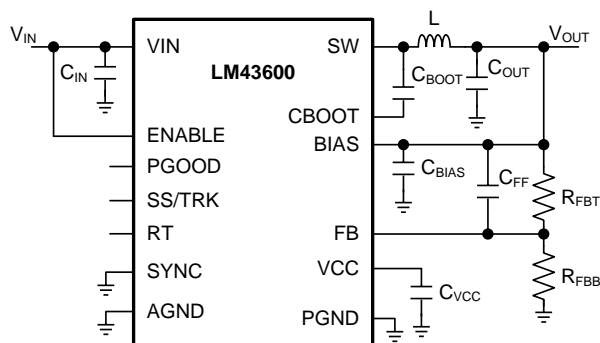 VIN
VIN
SW
L
VOUT
CIN
LM43600
CBOOT
COUT
CBOOT
ENABLE
BIAS
PGOOD
CBIAS
CFF
RFBT
SS/TRK
RT
FB
SYNC
VCC
RFBB
CVCC
AGND
PGND